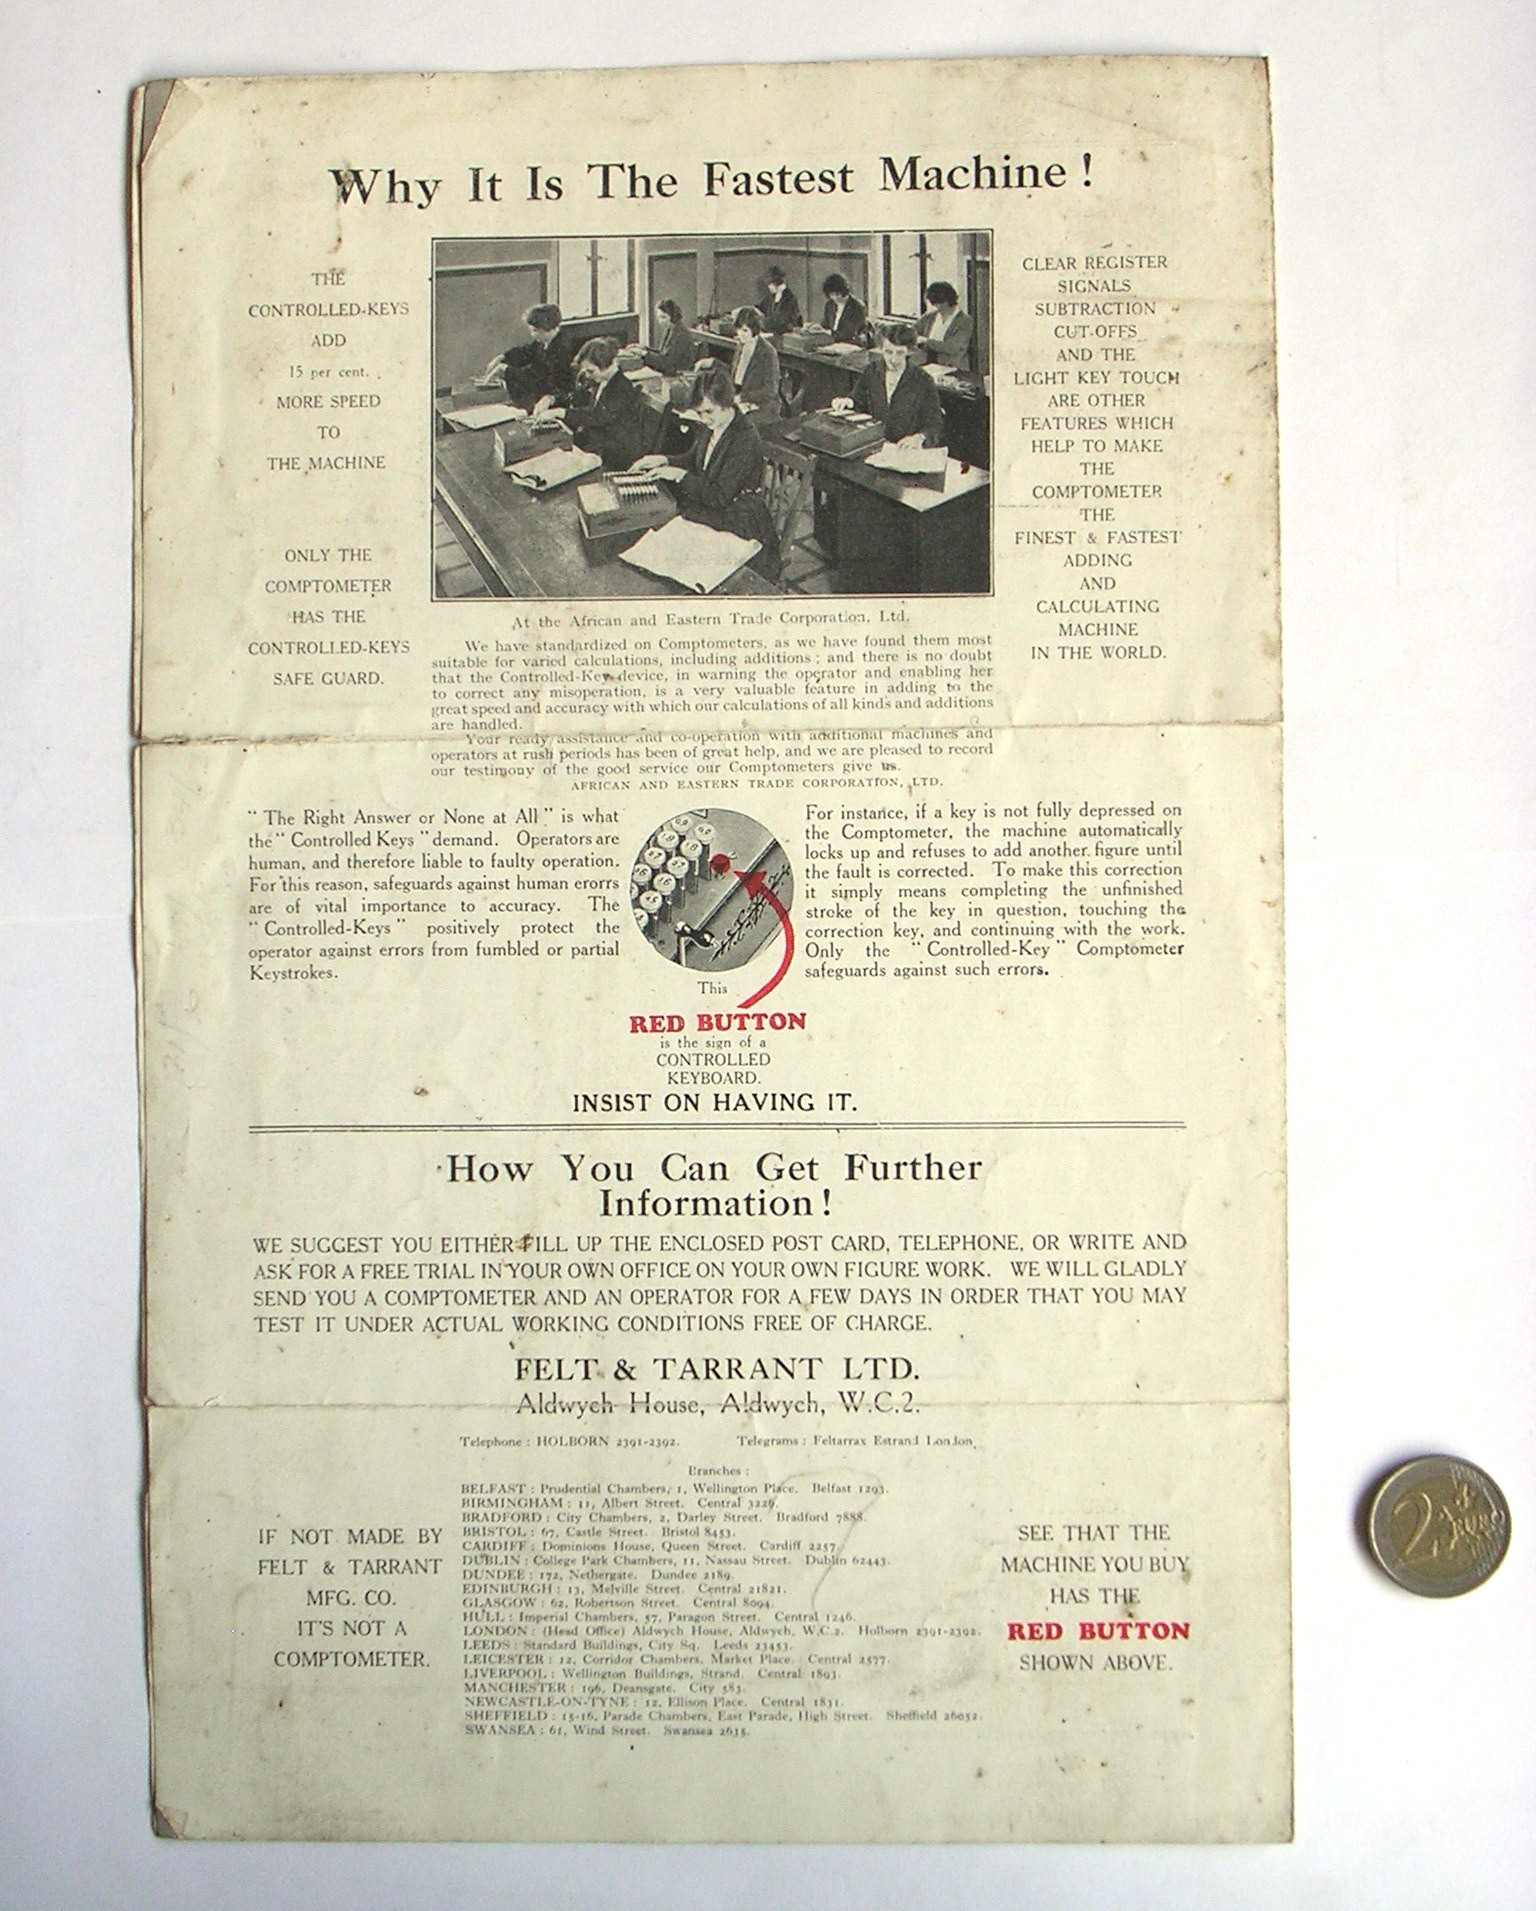 Why It Is The Fastest Machine !
THE
CONTROLLED-KEYS
ADD
15 per cent.
MORE SPEED
TO
THE MACHINE
ONLY THE
COMPTOMETER
HAS THE
CONTROLLED-KEYS
SAFE GUARD.
CLEAR REGISTER
SIGNALS
SUBTRACTION
CUT-OFFS
AND THE
LIGHT KEY TOUCH
ARE OTHER
FEATURES WHICH
HELP TO MAKE
THE
COMPTOMETER
THE
FINEST & FASTEST
ADDING
AND
CALCULATING
MACHINE
IN THE WORLD.
At the African and Eastern Trade Corporation, Ltd.
We have standardized on Comptometers, as we have found them most
suitable for varied calculations, including additions ; and there is no doubt
that the Controlled-Key device, in warning the operator and enabling her
to correct any misoperation, is a very valuable feature in adding to the
great speed and accuracy with which our calculations of all kinds and additions
are handled.
Your ready assistance and co-operation with additional machines and
operators at rush periods has been of great help, and we are pleased to record
our testimony of the good service our Comptometers give us.
AFRICAN AND EASTERN TRADE CORPORATION, LTD.
" The Right Answer or None at All " is what
the " Controlled Keys " demand. Operators are
human, and therefore liable to faulty operation.
For this reason, safeguards against human erorrs
are of vital importance to accuracy. The
" Controlled-Keys " positively protect the
operator against errors from fumbled or partial
Keystrokes.
For instance, if a key is not fully depressed on
the Comptometer, the machine automatically
locks up and refuses to add another figure until
the fault is corrected. To make this correction
it simply means completing the unfinished
stroke of the key in question, touching the
correction key, and continuing with the work.
Only the " Controlled-Key " Comptometer
safeguards against such errors.
This
RED BUTTON
is the sign of a
CONTROLLED
KEYBOARD.
INSIST ON HAVING IT.
How You Can Get Further
Information !
WE SUGGEST YOU EITHER FILL UP THE ENCLOSED POST CARD, TELEPHONE, OR WRITE AND
ASK FOR A FREE TRIAL IN YOUR OWN OFFICE ON YOUR OWN FIGURE WORK. WE WILL GLADLY
SEND YOU A COMPTOMETER AND AN OPERATOR FOR A FEW DAYS IN ORDER THAT YOU MAY
TEST IT UNDER ACTUAL WORKING CONDITIONS FREE OF CHARGE.
FELT & TARRANT LTD.
Aldwych House, Aldwych, W.C.2.
Telephone : HOLBORN 2391-2392. Telegrams : Feltarrax Estrand London.
Branches :
BELFAST : Prudential Chambers, 1, Wellington Place. Belfast 1293.
BIRMINGHAM : 11, Albert Street. Central 3226.
BRADFORD : City Chambers, 2, Darley Street. Bradford 7888.
BRISTOL : 67, Castle Street. Bristol 8453.
CARDIFF : Dominions House, Queen Street. Cardiff 2257.
DUBLIN : College Park Chambers, 11, Nassau Street. Dublin 62443.
DUNDEE : 172, Nethergate. Dundee 2189.
EDINBURGH : 13, Melville Street. Central 21821.
GLASGOW : 62, Robertson Street. Central 8094.
HULL : Imperial Chambers, 57, Paragon Street. Central 1246.
LONDON : (Head Office) Aldwych House, Aldwych, W.C.2. Holborn 2391-2392.
LEEDS : Standard Buildings, City Sq. Leeds 23453.
LEICESTER : 12, Corridor Chambers, Market Place. Central 2577.
LIVERPOOL : Wellington Buildings, Strand. Central 1893.
MANCHESTER : 196, Deansgate. City 583.
NEWCASTLE-ON-TYNE : 12, Ellison Place. Central 1831.
SHEFFIELD : 15-16, Parade Chambers, East Parade, High Street. Sheffield 26052.
SWANSEA : 61, Wind Street. Swansea 2635.
IF NOT MADE BY
FELT & TARRANT
MFG. CO.
IT'S NOT A
COMPTOMETER.
SEE THAT THE
MACHINE YOU BUY
HAS THE
RED BUTTON
SHOWN ABOVE.
2 EURO